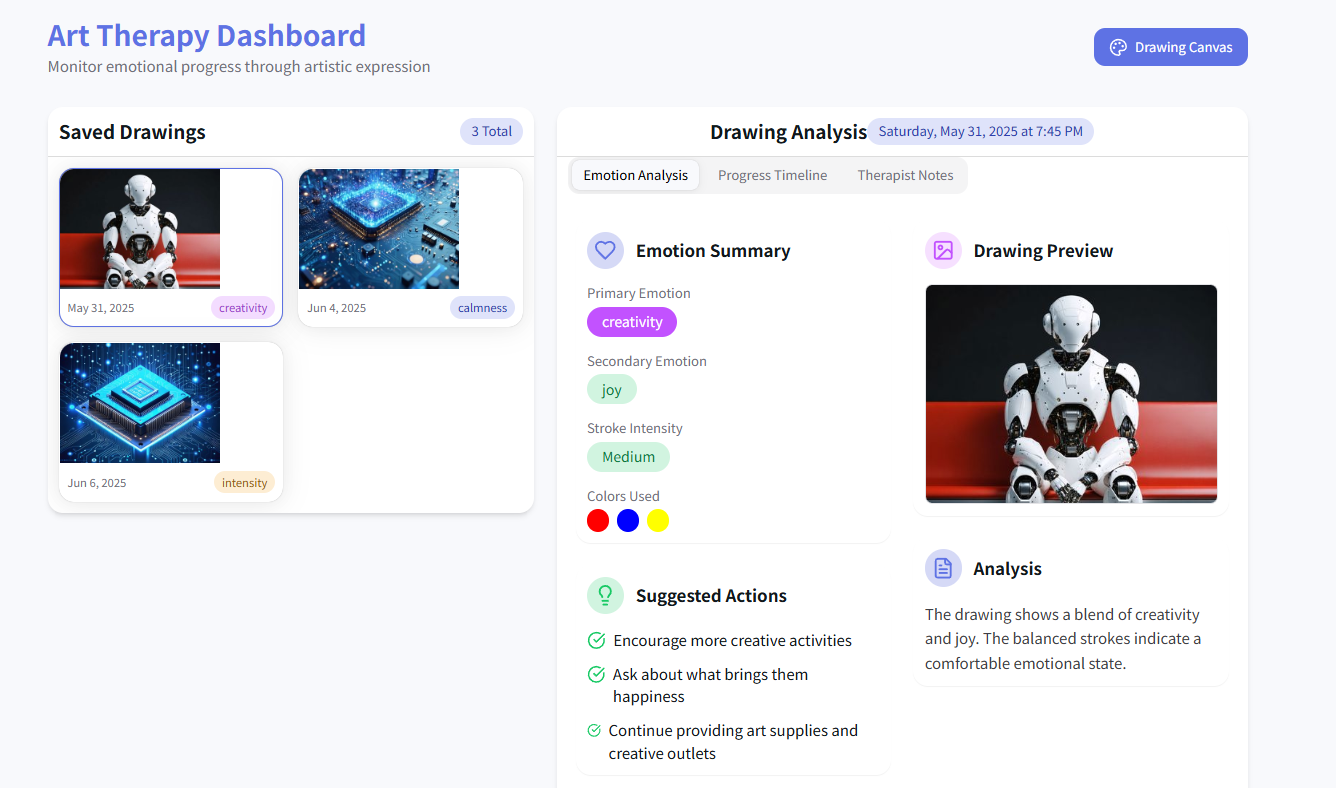 Art Therapy Dashboard
Monitor emotional progress through artistic expression
Drawing Canvas
Saved Drawings
3 Total
May 31, 2025
creativity
Jun 4, 2025
calmness
Jun 6, 2025
intensity
Drawing Analysis
Saturday, May 31, 2025 at 7:45 PM
Emotion Analysis
Progress Timeline
Therapist Notes
Emotion Summary
Primary Emotion
creativity
Secondary Emotion
joy
Stroke Intensity
Medium
Colors Used
Suggested Actions
Encourage more creative activities
Ask about what brings them
happiness
Continue providing art supplies and
creative outlets
Drawing Preview
Analysis
The drawing shows a blend of creativity
and joy. The balanced strokes indicate a
comfortable emotional state.